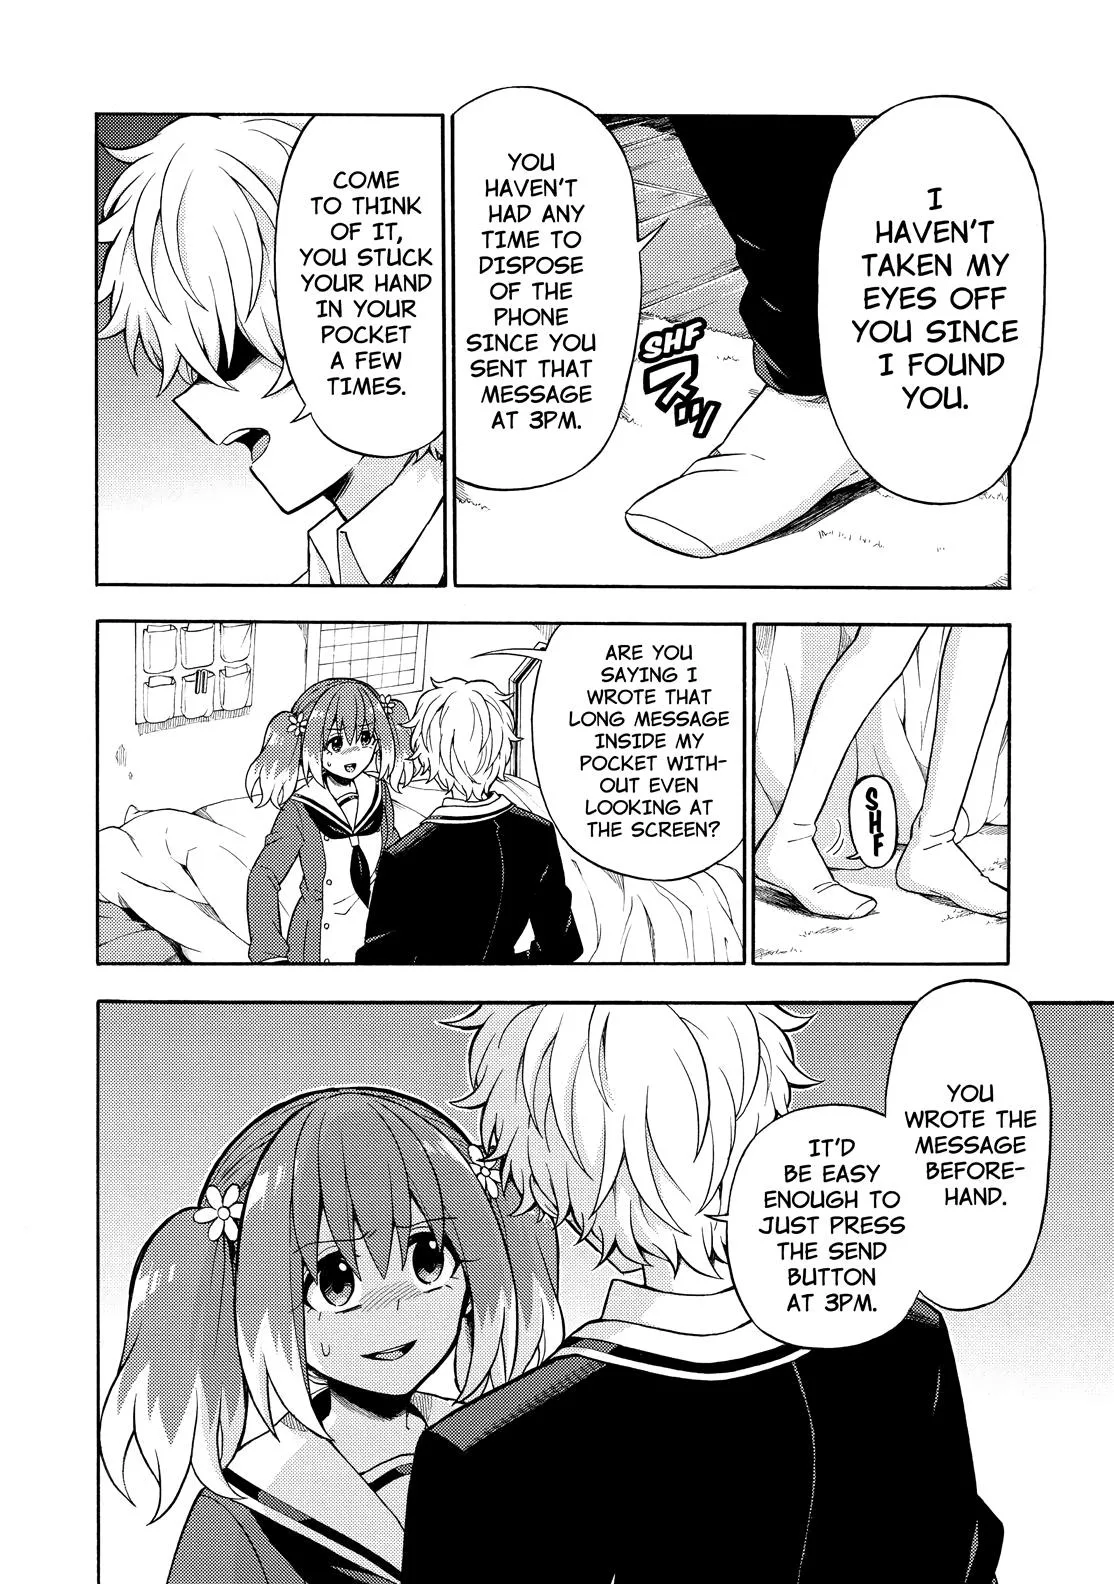 I
HAVEN'T
TAKEN MY
EYES OFF
YOU SINCE
I FOUND
YOU.
YOU
HAVEN'T
HAD ANY
TIME TO
DISPOSE
OF THE
PHONE
SINCE YOU
SENT THAT
MESSAGE
AT 3PM.
SHF
ズッ
COME
TO THINK
OF IT,
YOU STUCK
YOUR HAND
IN YOUR
POCKET
A FEW
TIMES.
SHF
ARE YOU
SAYING I
WROTE THAT
LONG MESSAGE
INSIDE MY
POCKET WITH-
OUT EVEN
LOOKING AT
THE SCREEN?
YOU
WROTE THE
MESSAGE
BEFORE-
HAND.
IT'D
BE EASY
ENOUGH TO
JUST PRESS
THE SEND
BUTTON
AT 3PM.